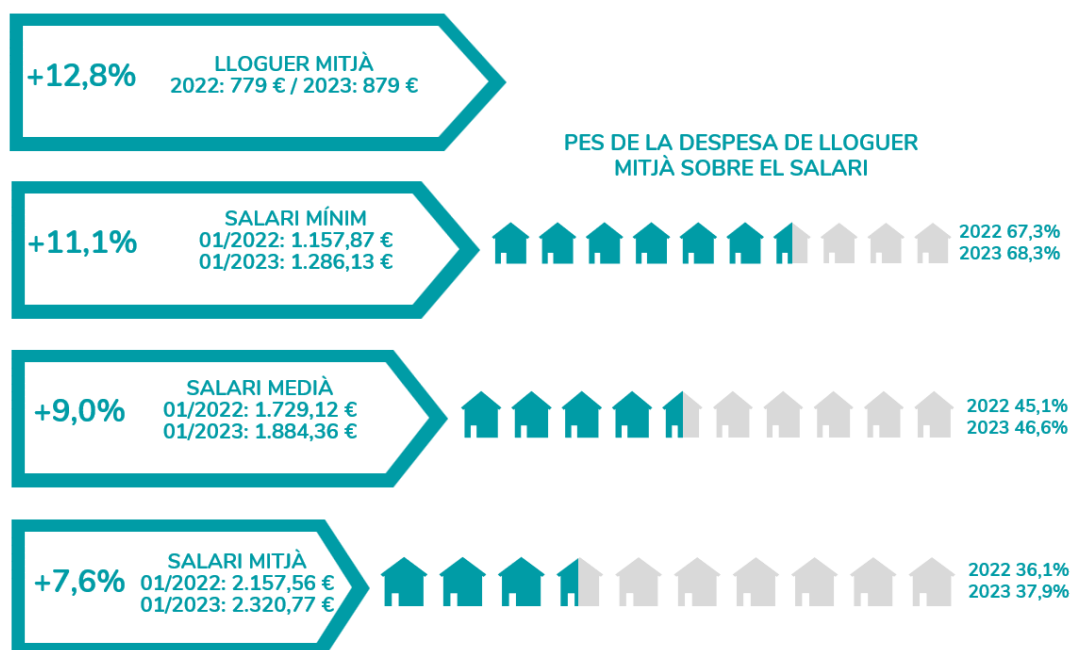 +12,8%
LLOGUER MITJÀ
2022: 779 € / 2023: 879 €
PES DE LA DESPESA DE LLOGUER
MITJÀ SOBRE EL SALARI
+11,1%
SALARI MÍNIM
01/2022: 1.157,87 €
01/2023: 1.286,13 €
2022 67,3%
2023 68,3%
+9,0%
SALARI MEDIÀ
01/2022: 1.729,12 €
01/2023: 1.884,36 €
2022 45,1%
2023 46,6%
+7,6%
SALARI MITJÀ
01/2022: 2.157,56 €
01/2023: 2.320,77 €
2022 36,1%
2023 37,9%